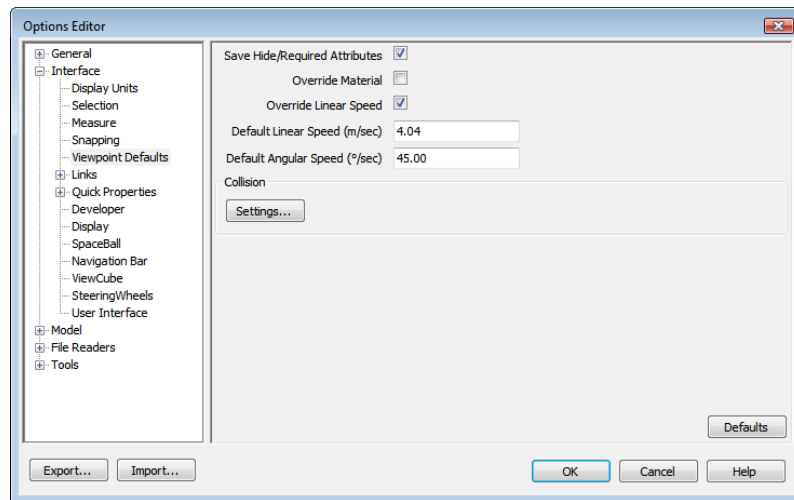 Options Editor
General
Interface
Display Units
Selection
Measure
Snapping
Viewpoint Defaults
Links
Quick Properties
Developer
Display
SpaceBall
Navigation Bar
ViewCube
SteeringWheels
User Interface
Model
File Readers
Tools
Save Hide/Required Attributes
Override Material
Override Linear Speed
Default Linear Speed (m/sec) 4.04
Default Angular Speed (°/sec) 45.00
Collision
Settings...
Defaults
Export... Import... OK Cancel Help